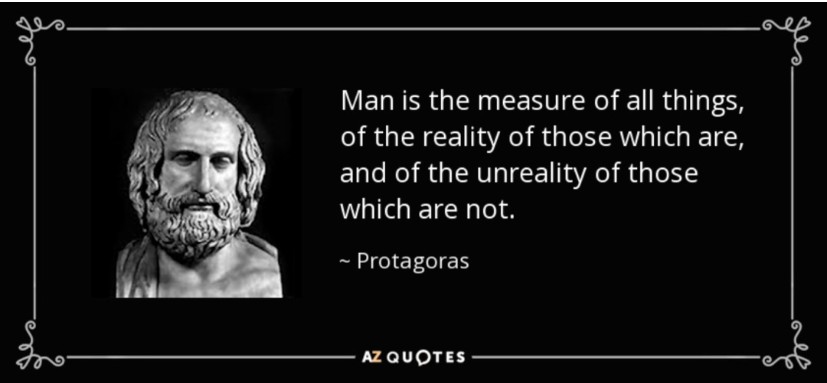 Man is the measure of all things,
of the reality of those which are,
and of the unreality of those
which are not.
~ Protagoras
AZ QUOTES